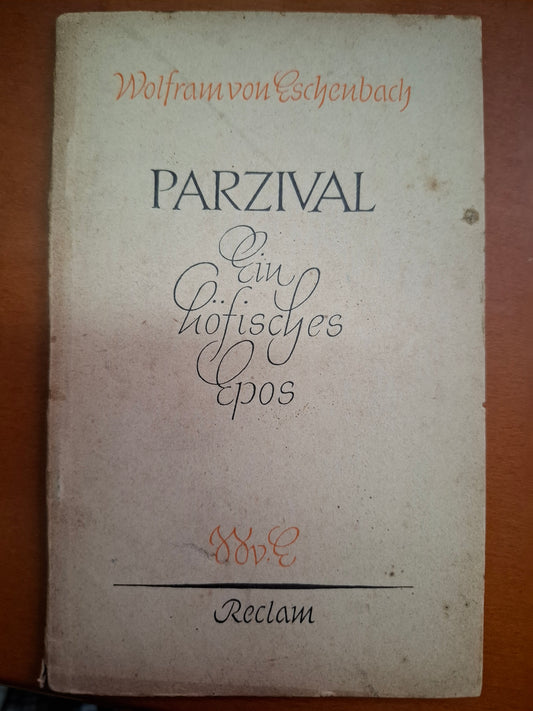 Wolfram von Eschenbach
PARZIVAL
Ein
höfisches
Epos
W v. E
Reclam